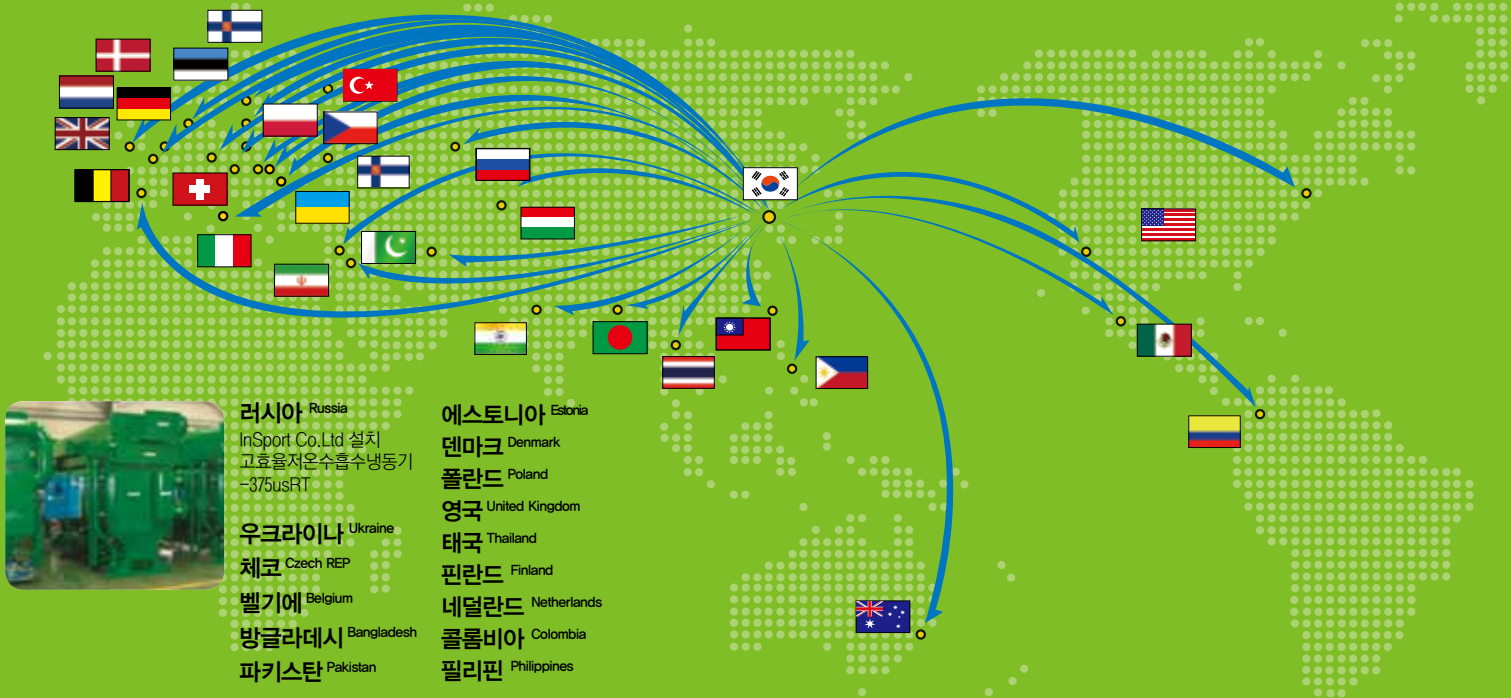 러시아 Russia
InSport Co.,Ltd 설치
고효율저온수흡수냉동기
-375usRT
우크라이나 Ukraine
체코 Czech REP
벨기에 Belgium
방글라데시 Bangladesh
파키스탄 Pakistan
에스토니아 Estonia
덴마크 Denmark
폴란드 Poland
영국 United Kingdom
태국 Thailand
핀란드 Finland
네덜란드 Netherlands
콜롬비아 Colombia
필리핀 Philippines